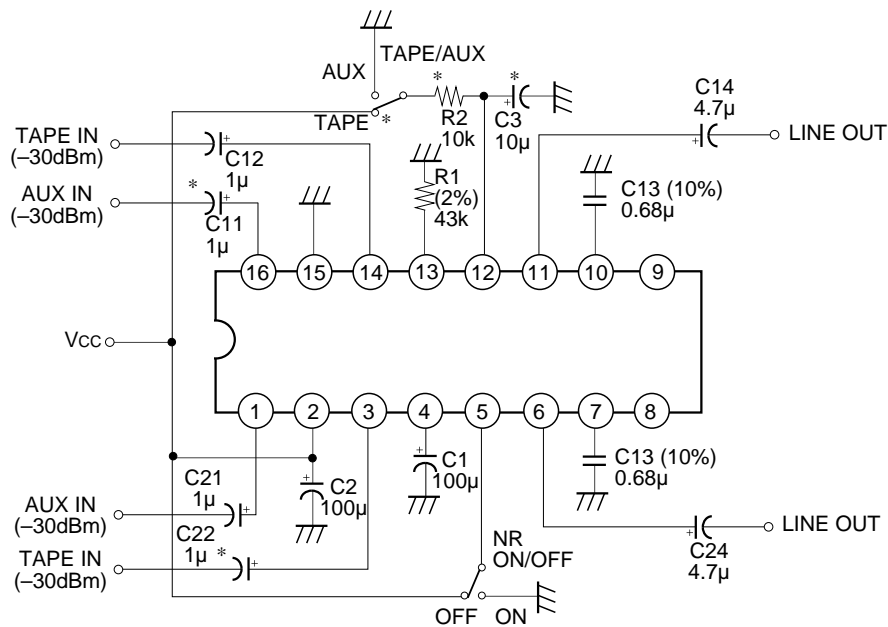 TAPE/AUX
AUX
TAPE
*
*
R2
10k
*
C3
10μ
C14
4.7μ
LINE OUT
TAPE IN
(–30dBm)
+
C12
1μ
AUX IN
(–30dBm)
*
+
C11
1μ
R1
(2%)
43k
+
+
C13 (10%)
0.68μ
16
15
14
13
12
11
10
9
Vcc
1
2
3
4
5
6
7
8
C21
1μ
+
AUX IN
(–30dBm)
+
C2
100μ
+
C1
100μ
C13 (10%)
0.68μ
C22
1μ
*
+
TAPE IN
(–30dBm)
NR
ON/OFF
OFF
ON
+
C24
4.7μ
LINE OUT